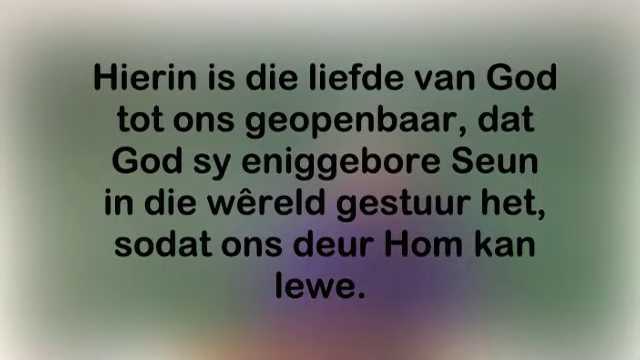 Hierin is die liefde van God
tot ons geopenbaar, dat
God sy eniggebore Seun
in die wêreld gestuur het,
sodat ons deur Hom kan
lewe.